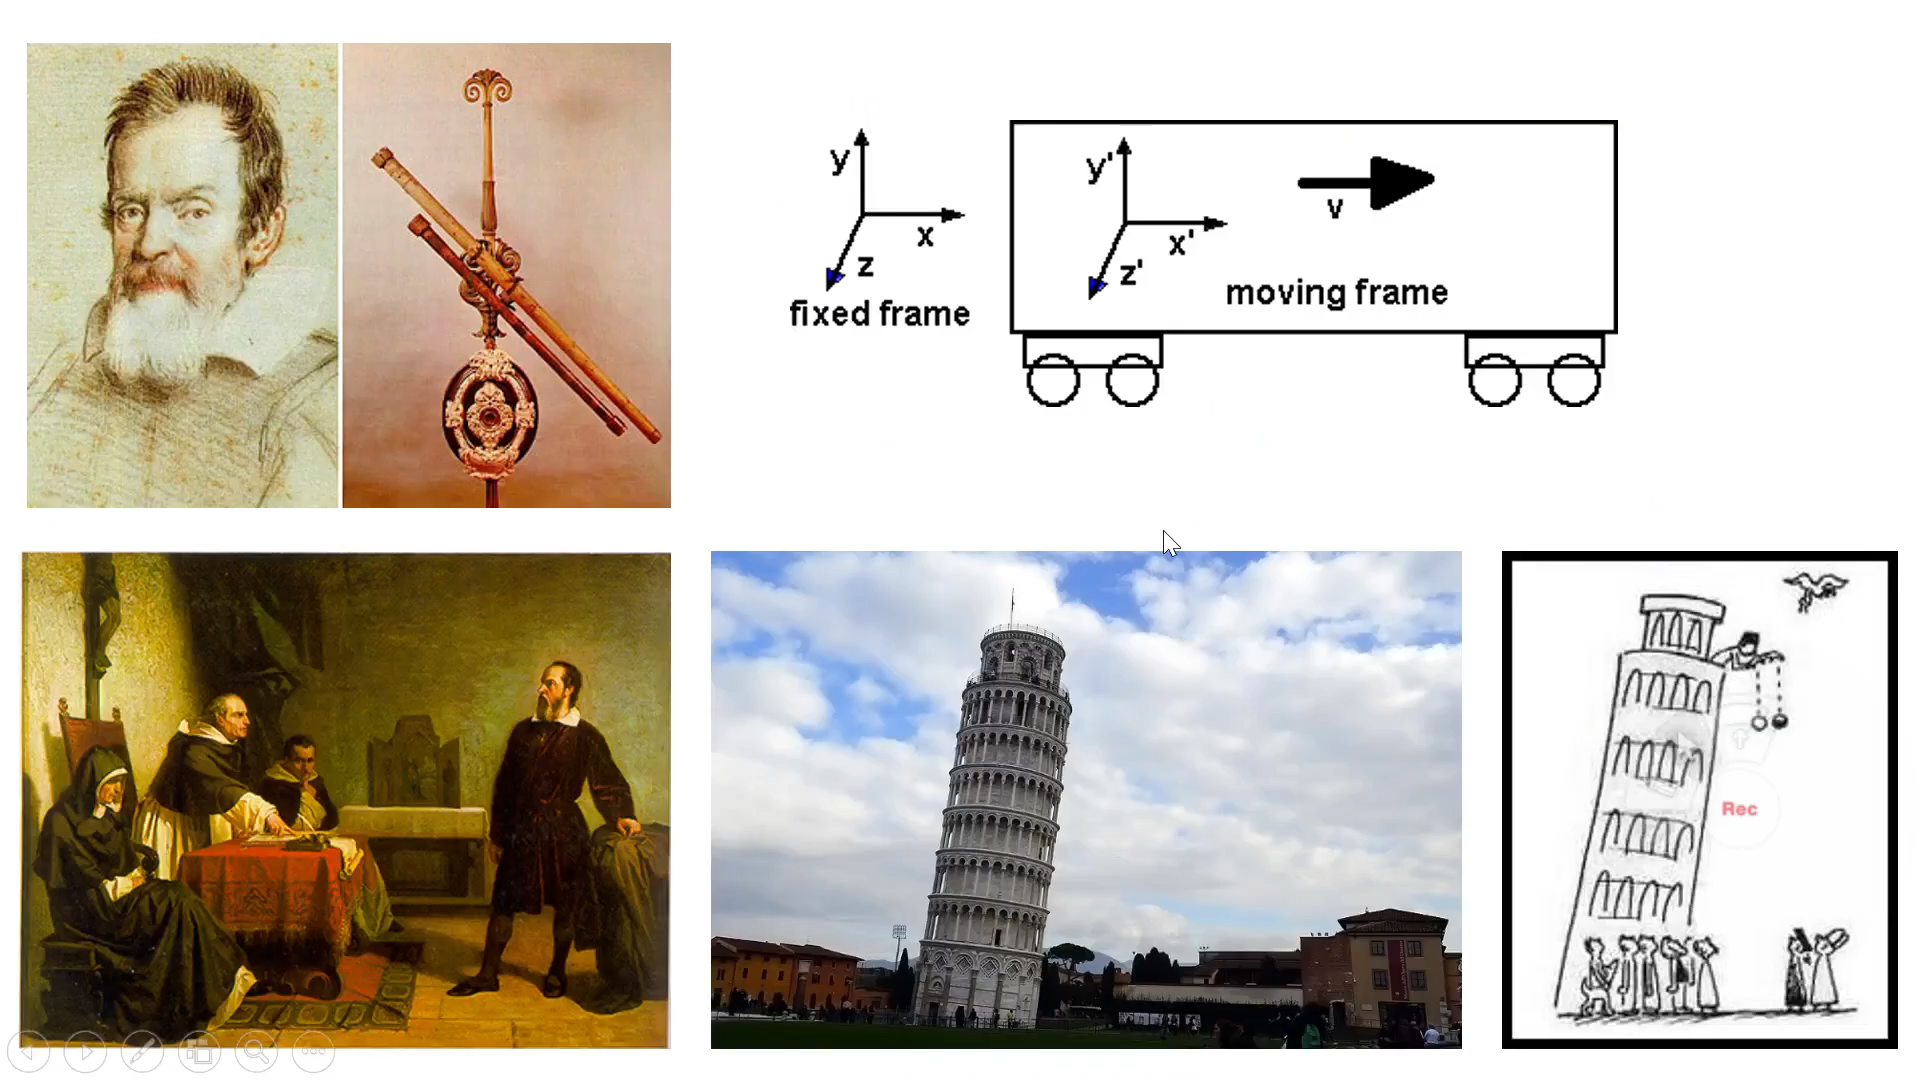 y
x
z
fixed frame
y'
x'
z'
v
moving frame
Rec